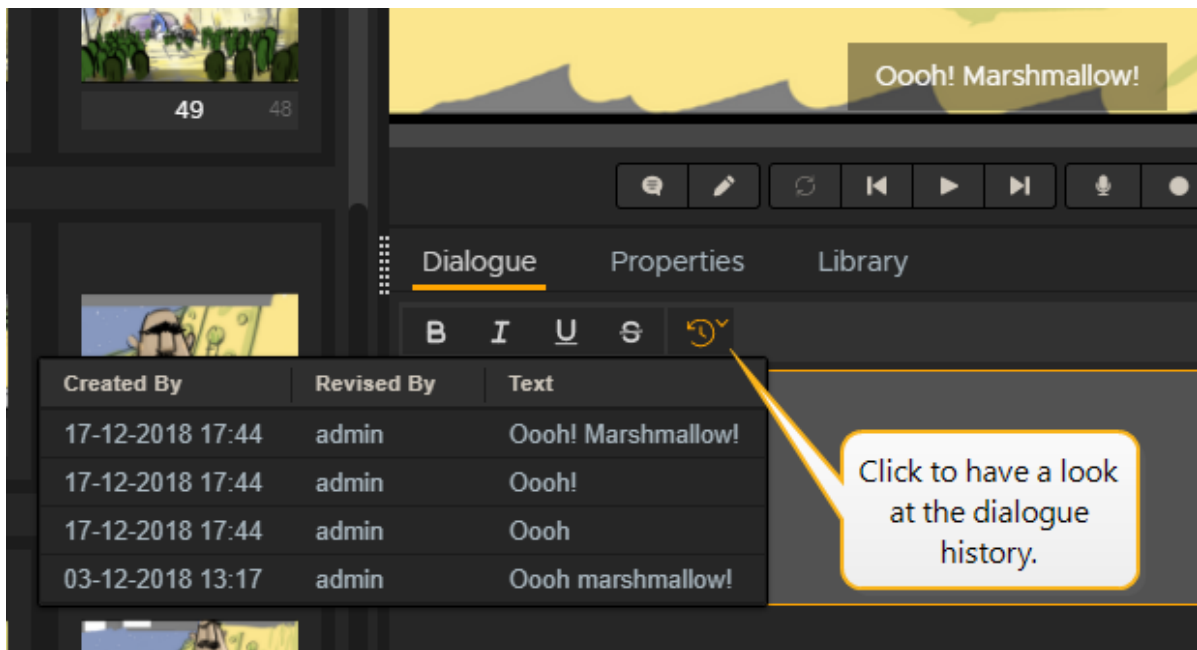 Oooh! Marshmallow!
49 48
Dialogue Properties Library
B I U S
Created By Revised By Text
17-12-2018 17:44 admin Oooh! Marshmallow!
17-12-2018 17:44 admin Oooh!
17-12-2018 17:44 admin Oooh
03-12-2018 13:17 admin Oooh marshmallow!
Click to have a look
at the dialogue
history.